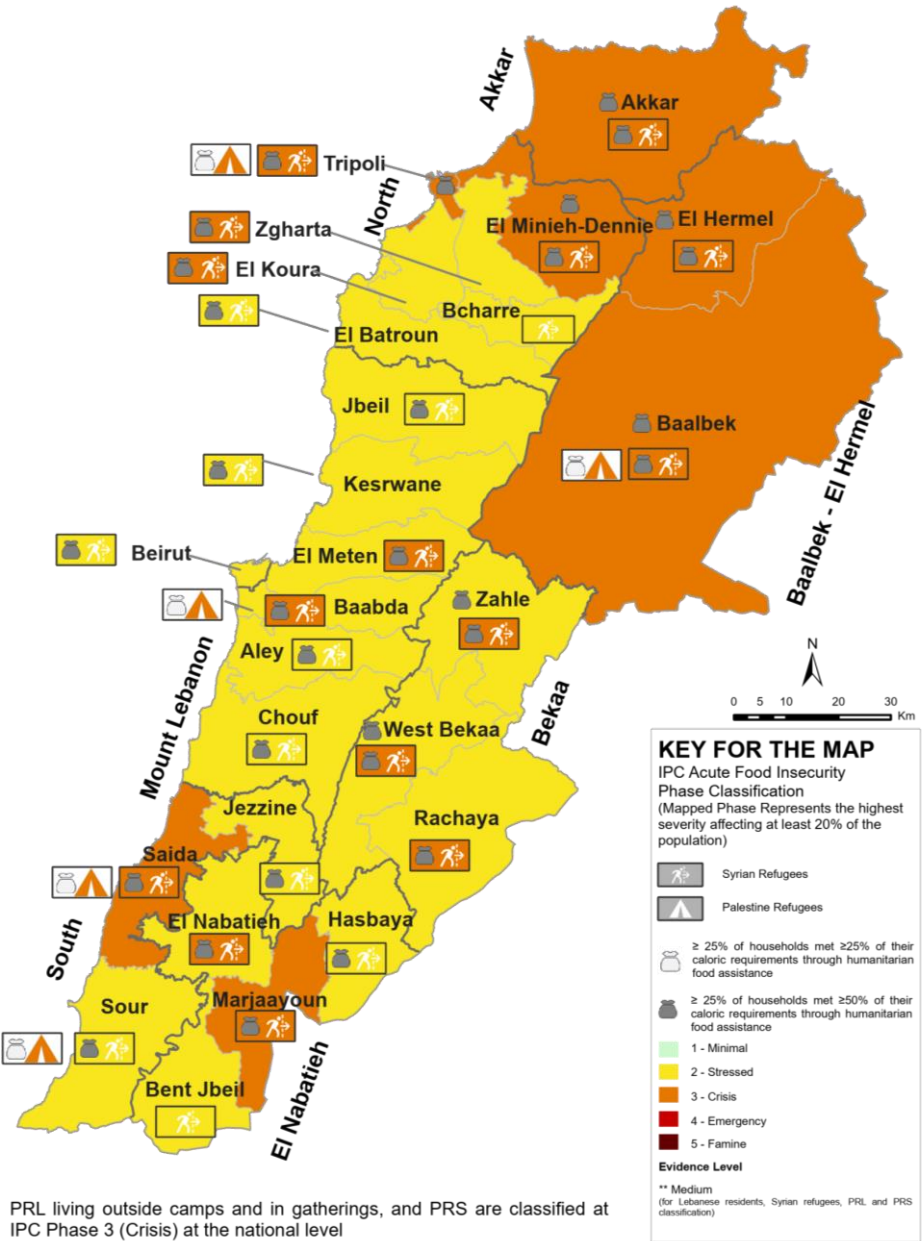 Akkar
Akkar
Tripoli
North
Zgharta
El Minieh-Dennie
El Hermel
El Koura
Bcharre
El Batroun
Jbeil
Baalbek
Baalbek - El Hermel
Kesrwane
Beirut
El Meten
Zahle
Baabda
Aley
Mount Lebanon
Chouf
West Bekaa
Bekaa
Jezzine
Rachaya
Saida
South
El Nabatieh
Hasbaya
Sour
Marjaayoun
Bent Jbeil
El Nabatieh
N
0 5 10 20 30
Km
KEY FOR THE MAP
IPC Acute Food Insecurity
Phase Classification
(Mapped Phase Represents the highest
severity affecting at least 20% of the
population)
Syrian Refugees
Palestine Refugees
≥ 25% of households met ≥25% of their
caloric requirements through humanitarian
food assistance
≥ 25% of households met ≥50% of their
caloric requirements through humanitarian
food assistance
1 - Minimal
2 - Stressed
3 - Crisis
4 - Emergency
5 - Famine
Evidence Level
** Medium
(for Lebanese residents, Syrian refugees, PRL and PRS
classification)
PRL living outside camps and in gatherings, and PRS are classified at
IPC Phase 3 (Crisis) at the national level